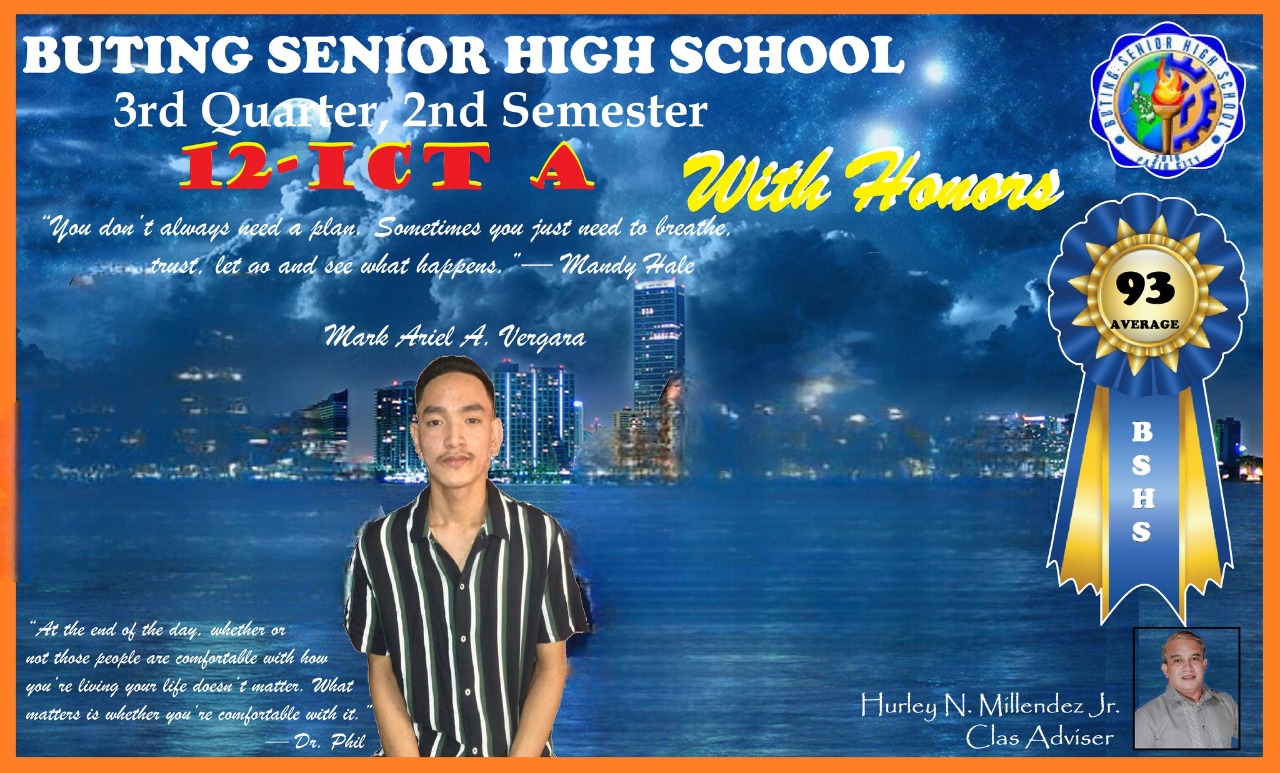 BUTING SENIOR HIGH SCHOOL
3rd Quarter, 2nd Semester
12-ICT A
With Honors
“You don't always need a plan. Sometimes you just need to breathe,
trust, let go and see what happens.”— Mandy Hale
Mark Ariel A. Vergara
BUTING SENIOR HIGH SCHOOL
PASIG CITY
93
AVERAGE
B
S
H
S
“At the end of the day, whether or
not those people are comfortable with how
you're living your life doesn't matter. What
matters is whether you're comfortable with it.”
—Dr. Phil
Hurley N. Millendez Jr.
Clas Adviser